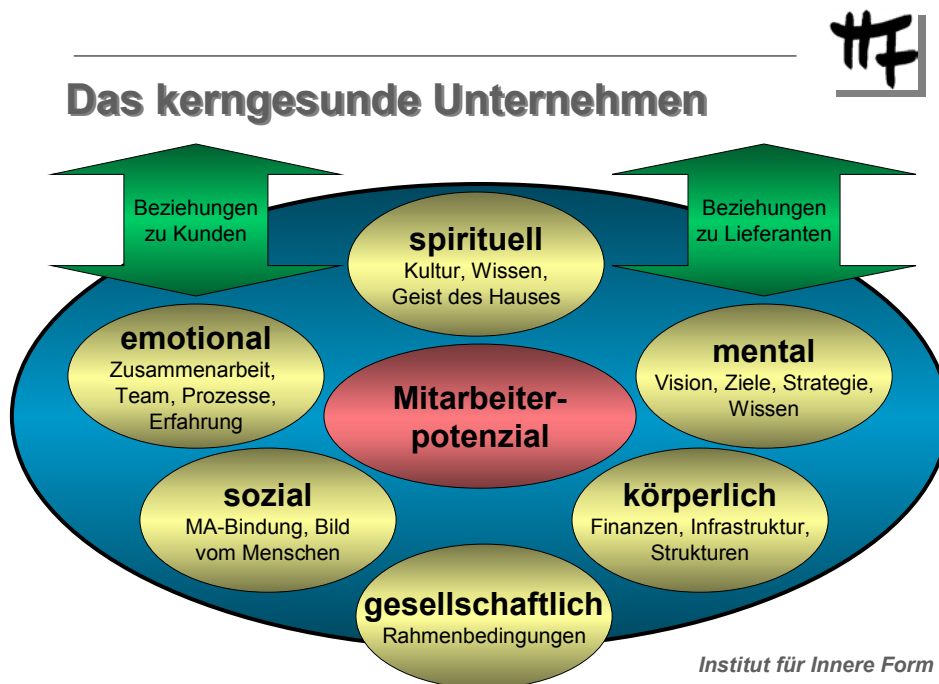 Das kerngesunde Unternehmen
Beziehungen
zu Kunden
Beziehungen
zu Lieferanten
spirituell
Kultur, Wissen,
Geist des Hauses
emotional
Zusammenarbeit,
Team, Prozesse,
Erfahrung
mental
Vision, Ziele, Strategie,
Wissen
Mitarbeiter-
potenzial
sozial
MA-Bindung, Bild
vom Menschen
körperlich
Finanzen, Infrastruktur,
Strukturen
gesellschaftlich
Rahmenbedingungen
Institut für Innere Form